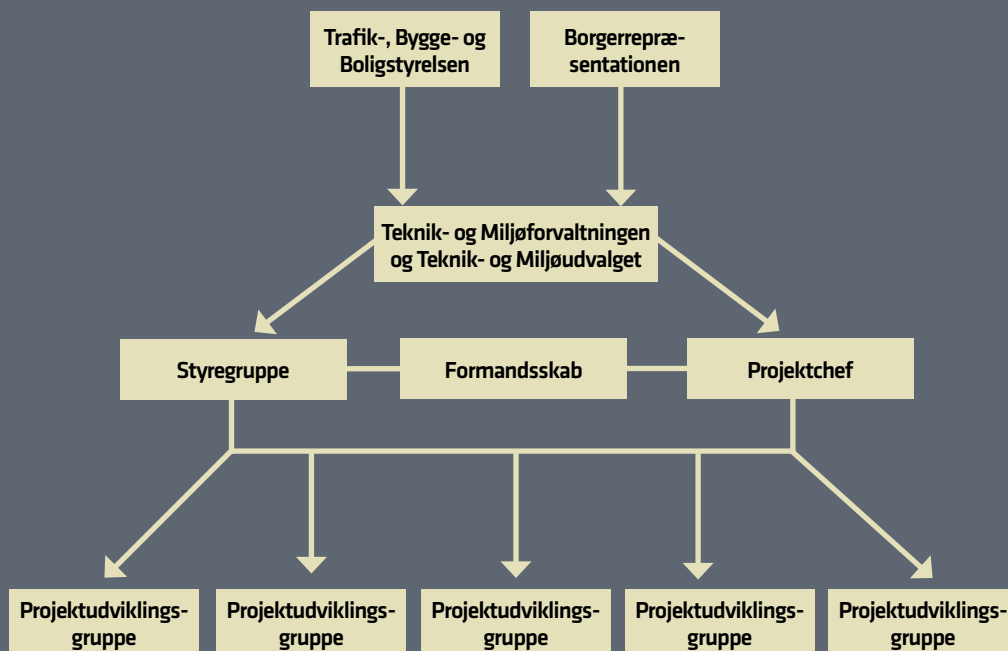 Trafik-, Bygge- og
Boligstyrelsen
Borgerrepræ-
sentationen
Teknik- og Miljøforvaltningen
og Teknik- og Miljøudvalget
Styregruppe
Formandsskab
Projektchef
Projektudviklings-
gruppe
Projektudviklings-
gruppe
Projektudviklings-
gruppe
Projektudviklings-
gruppe
Projektudviklings-
gruppe